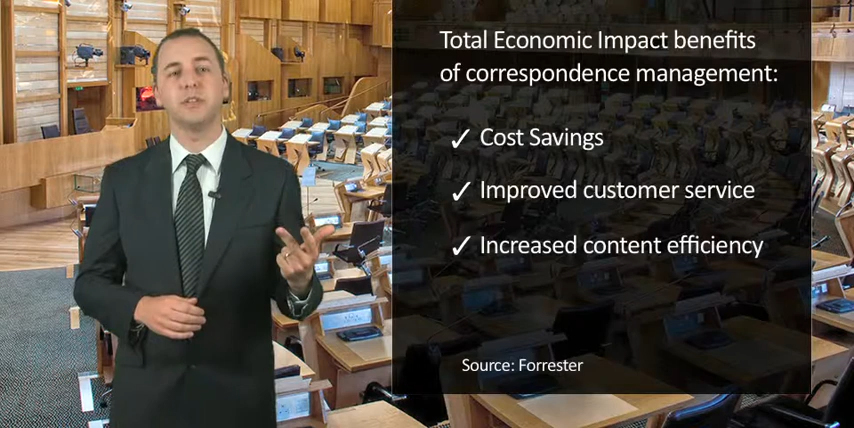 Total Economic Impact benefits
of correspondence management:
✓ Cost Savings
✓ Improved customer service
✓ Increased content efficiency
Source: Forrester